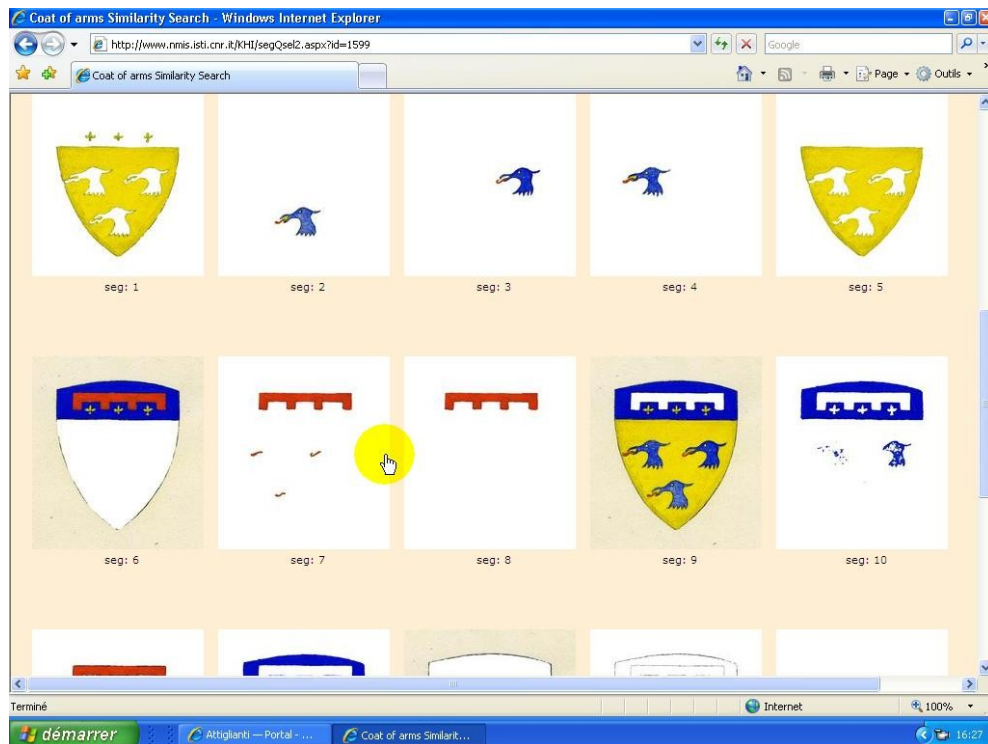 Coat of arms Similarity Search - Windows Internet Explorer
http://www.nmis.isti.cnr.it/KHI/segQsel2.aspx?id=1599
Google
Coat of arms Similarity Search
Page
Outils
seg: 1
seg: 2
seg: 3
seg: 4
seg: 5
seg: 6
seg: 7
seg: 8
seg: 9
seg: 10
Terminé
Internet
100%
démarrer
Attiglianti — Portal - ...
Coat of arms Similarit...
16:27